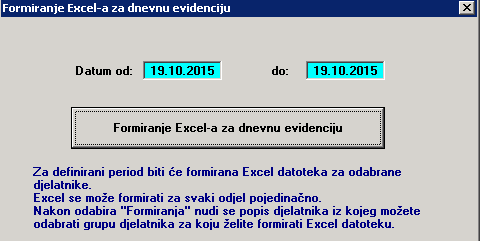 Formiranje Excel-a za dnevnu evidenciju
Datum od: 19.10.2015 do: 19.10.2015
Formiranje Excel-a za dnevnu evidenciju
Za definirani period biti će formirana Excel datoteka za odabrane
djelatnike.
Excel se može formirati za svaki odjel pojedinačno.
Nakon odabira "Formiranja" nudi se popis djelatnika iz kojeg možete
odabrati grupu djelatnika za koju želite formirati Excel datoteku.